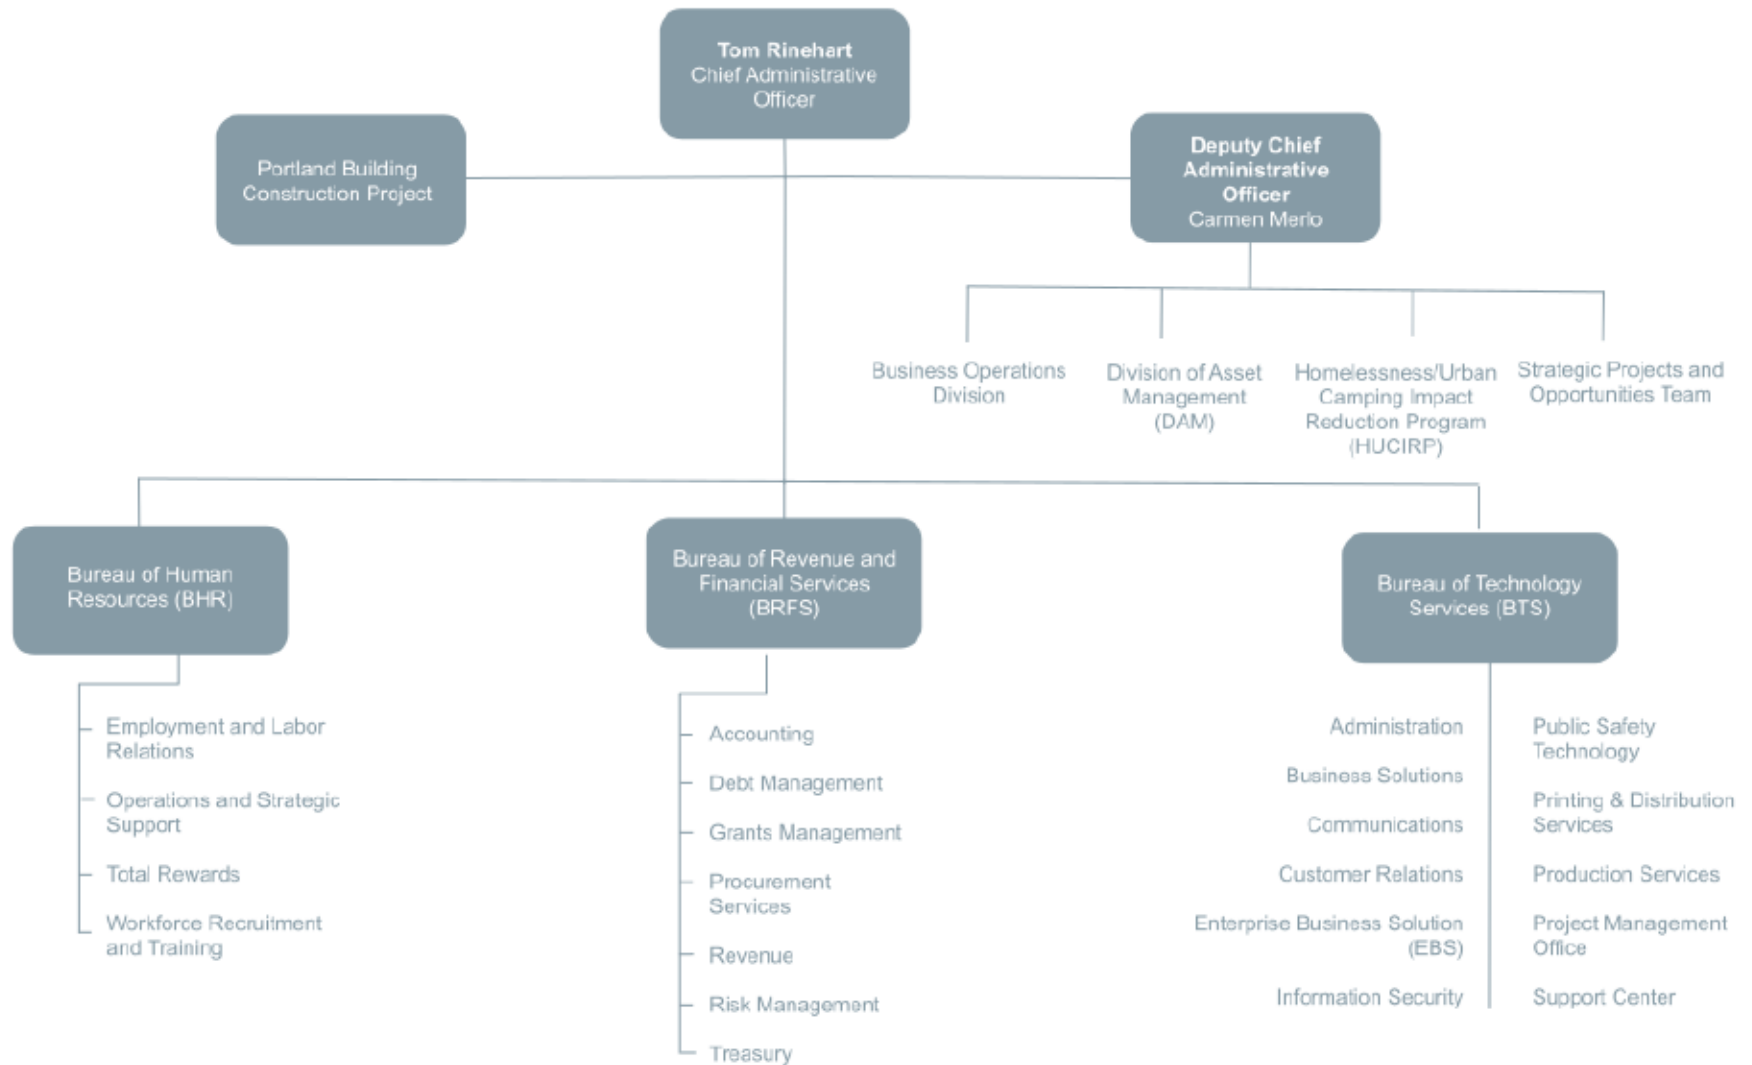 Tom Rinehart
Chief Administrative
Officer
Portland Building
Construction Project
Deputy Chief
Administrative
Officer
Carmen Merlo
Business Operations
Division
Division of Asset
Management
(DAM)
Homelessness/Urban
Camping Impact
Reduction Program
(HUCIRP)
Strategic Projects and
Opportunities Team
Bureau of Human
Resources (BHR)
Employment and Labor
Relations
Operations and Strategic
Support
Total Rewards
Workforce Recruitment
and Training
Bureau of Revenue and
Financial Services
(BRFS)
Accounting
Debt Management
Grants Management
Procurement
Services
Revenue
Risk Management
Treasury
Bureau of Technology
Services (BTS)
Administration
Business Solutions
Communications
Customer Relations
Enterprise Business Solution
(EBS)
Information Security
Public Safety
Technology
Printing & Distribution
Services
Production Services
Project Management
Office
Support Center